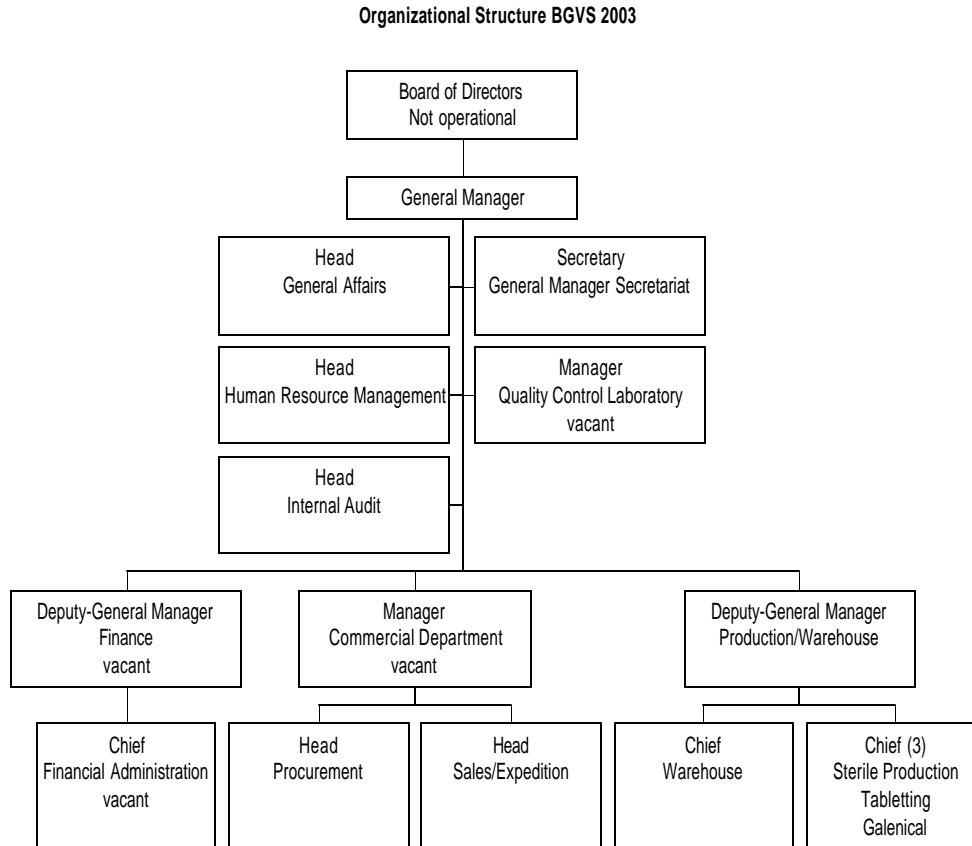 Organizational Structure BGVS 2003
Board of Directors
Not operational
General Manager
Head
General Affairs
Secretary
General Manager Secretariat
Head
Human Resource Management
Manager
Quality Control Laboratory
vacant
Head
Internal Audit
Deputy-General Manager
Finance
vacant
Manager
Commercial Department
vacant
Deputy-General Manager
Production/Warehouse
Chief
Financial Administration
vacant
Head
Procurement
Head
Sales/Expedition
Chief
Warehouse
Chief (3)
Sterile Production
Tabletting
Galenical